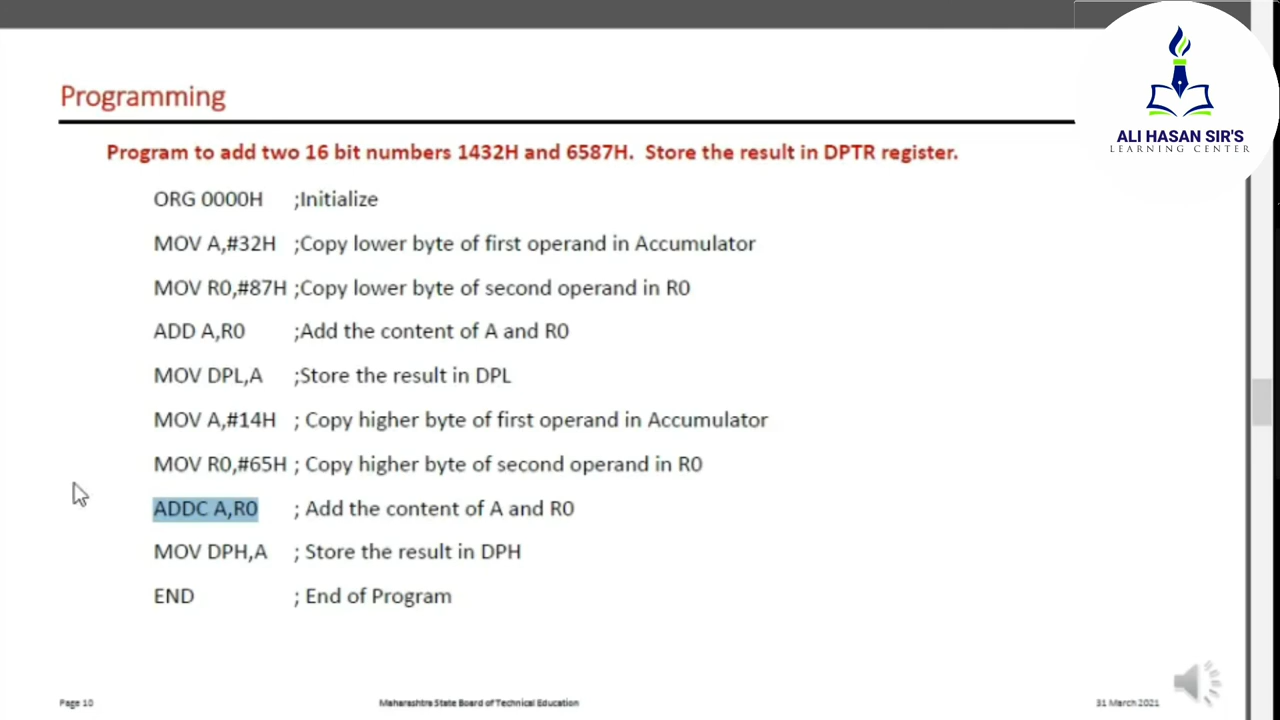 ALI HASAN SIR'S
LEARNING CENTER
Programming
Program to add two 16 bit numbers 1432H and 6587H. Store the result in DPTR register.
ORG 0000H ;Initialize
MOV A,#32H ;Copy lower byte of first operand in Accumulator
MOV R0,#87H ;Copy lower byte of second operand in R0
ADD A,R0 ;Add the content of A and R0
MOV DPL,A ;Store the result in DPL
MOV A,#14H ; Copy higher byte of first operand in Accumulator
MOV R0,#65H ; Copy higher byte of second operand in R0
ADDC A,R0 ; Add the content of A and R0
MOV DPH,A ; Store the result in DPH
END ; End of Program
Page 10 Maharashtra State Board of Technical Education 31 March 2021